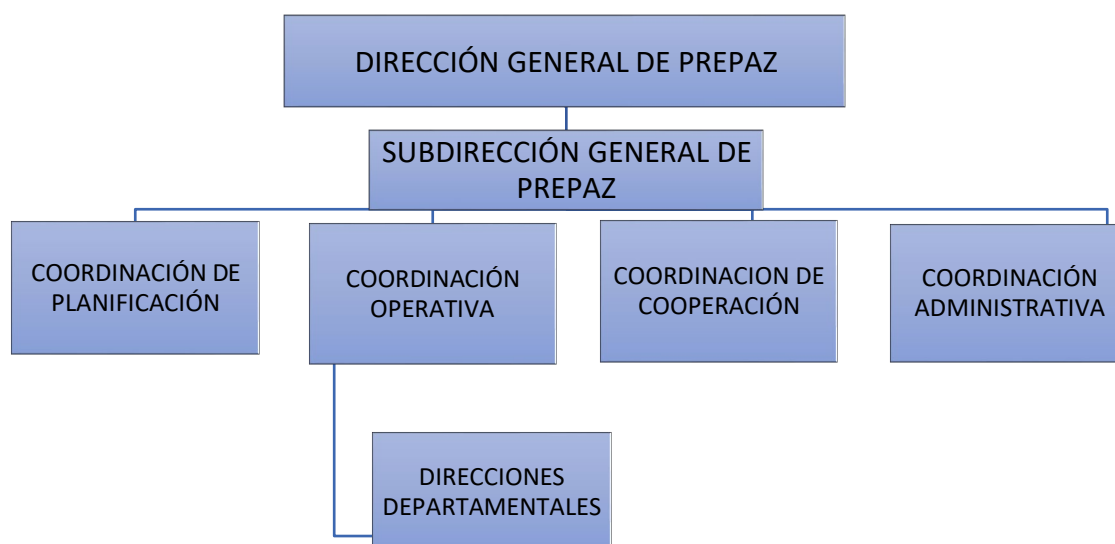 DIRECCIÓN GENERAL DE PREPAZ
SUBDIRECCIÓN GENERAL DE
PREPAZ
COORDINACIÓN DE
PLANIFICACIÓN
COORDINACIÓN
OPERATIVA
COORDINACION DE
COOPERACIÓN
COORDINACIÓN
ADMINISTRATIVA
DIRECCIONES
DEPARTAMENTALES